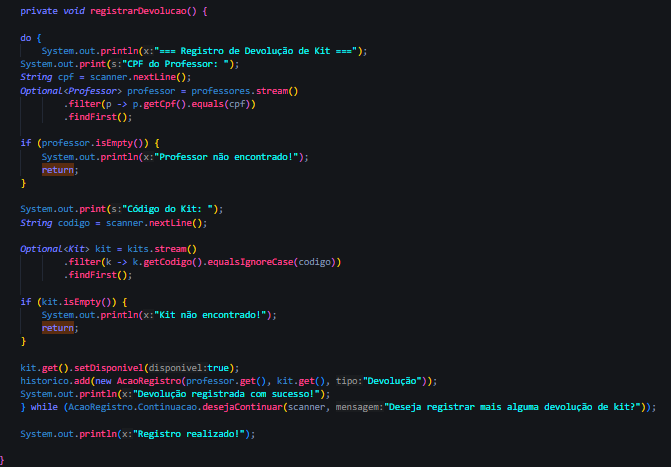 private void registrarDevolucao() {
do {
System.out.println(x:"=== Registro de Devolução de Kit ===");
System.out.print(s:"CPF do Professor: ");
String cpf = scanner.nextLine();
Optional<Professor> professor = professores.stream()
.filter(p -> p.getCpf().equals(cpf))
.findFirst();
if (professor.isEmpty()) {
System.out.println(x:"Professor não encontrado!");
return;
}
System.out.print(s:"Código do Kit: ");
String codigo = scanner.nextLine();
Optional<Kit> kit = kits.stream()
.filter(k -> k.getCodigo().equalsIgnoreCase(codigo))
.findFirst();
if (kit.isEmpty()) {
System.out.println(x:"Kit não encontrado!");
return;
}
kit.get().setDisponivel(disponivel:true);
historico.add(new AcaoRegistro(professor.get(), kit.get(), tipo:"Devolução"));
System.out.println(x:"Devolução registrada com sucesso!");
} while (AcaoRegistro.Continuacao.desejaContinuar(scanner, mensagem:"Deseja registrar mais alguma devolução de kit?"));
System.out.println(x:"Registro realizado!");
}